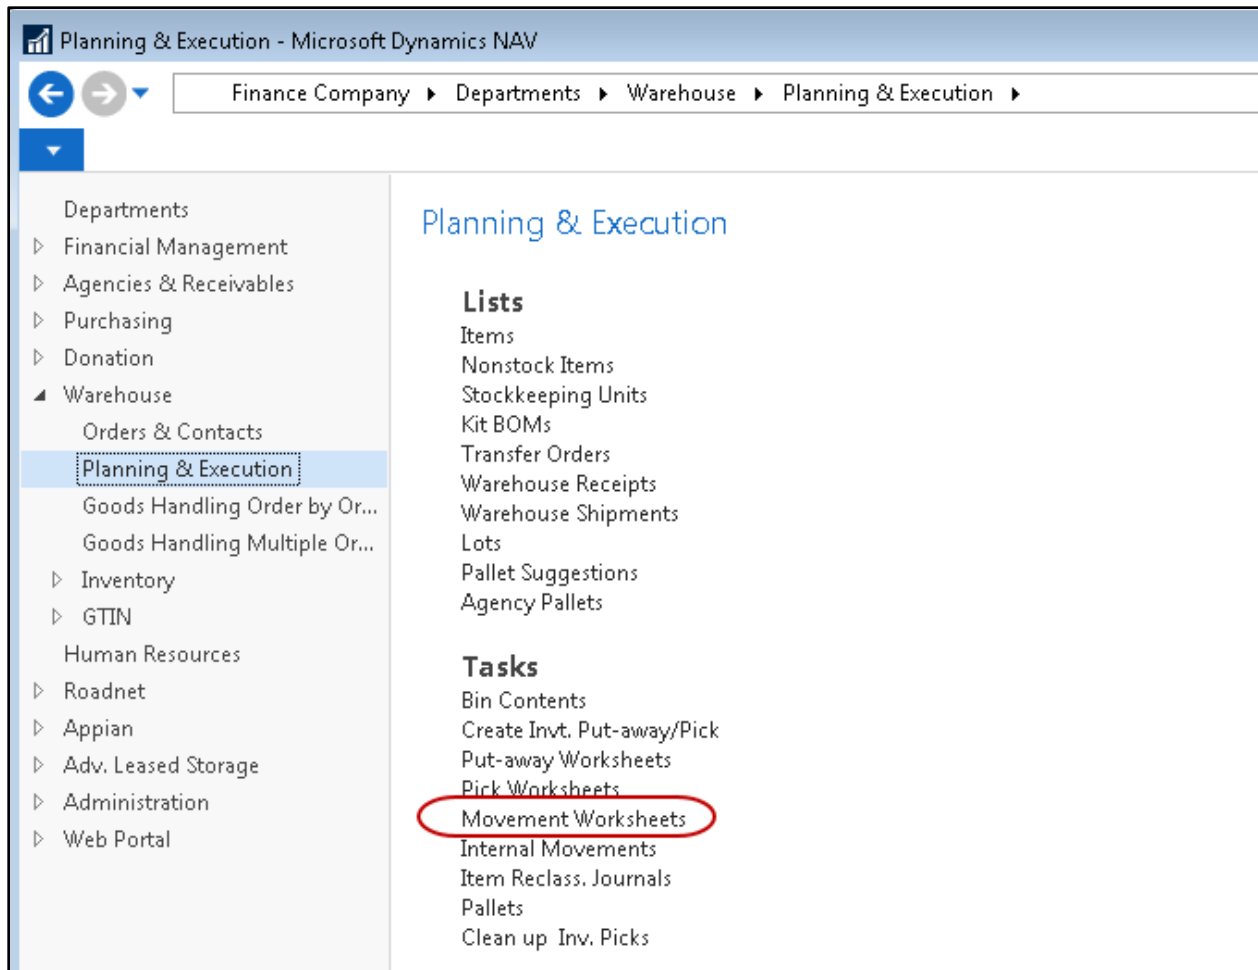 Planning & Execution - Microsoft Dynamics NAV
Finance Company ▸ Departments ▸ Warehouse ▸ Planning & Execution ▸
Departments
Financial Management
Agencies & Receivables
Purchasing
Donation
Warehouse
Orders & Contacts
Planning & Execution
Goods Handling Order by Or...
Goods Handling Multiple Or...
Inventory
GTIN
Human Resources
Roadnet
Appian
Adv. Leased Storage
Administration
Web Portal
Planning & Execution
Lists
Items
Nonstock Items
Stockkeeping Units
Kit BOMs
Transfer Orders
Warehouse Receipts
Warehouse Shipments
Lots
Pallet Suggestions
Agency Pallets
Tasks
Bin Contents
Create Invt. Put-away/Pick
Put-away Worksheets
Pick Worksheets
Movement Worksheets
Internal Movements
Item Reclass. Journals
Pallets
Clean up Inv. Picks